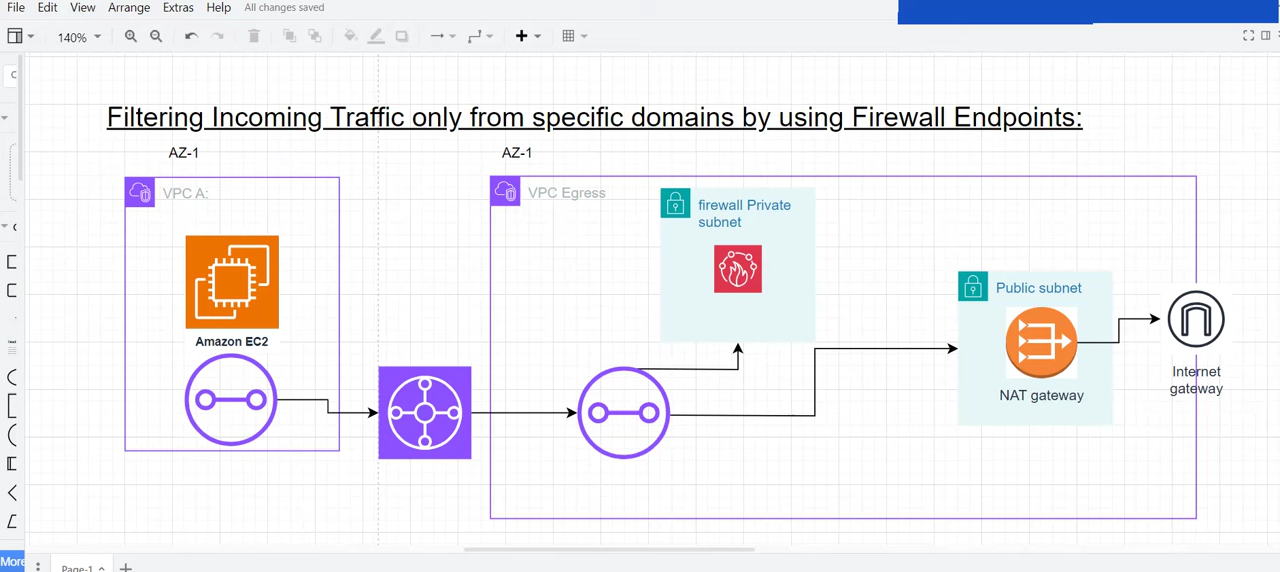 File Edit View Arrange Extras Help All changes saved
140%
Filtering Incoming Traffic only from specific domains by using Firewall Endpoints:
AZ-1 AZ-1
VPC A: VPC Egress
firewall Private
subnet
Public subnet
Amazon EC2
Internet
gateway
NAT gateway
More
Page-1